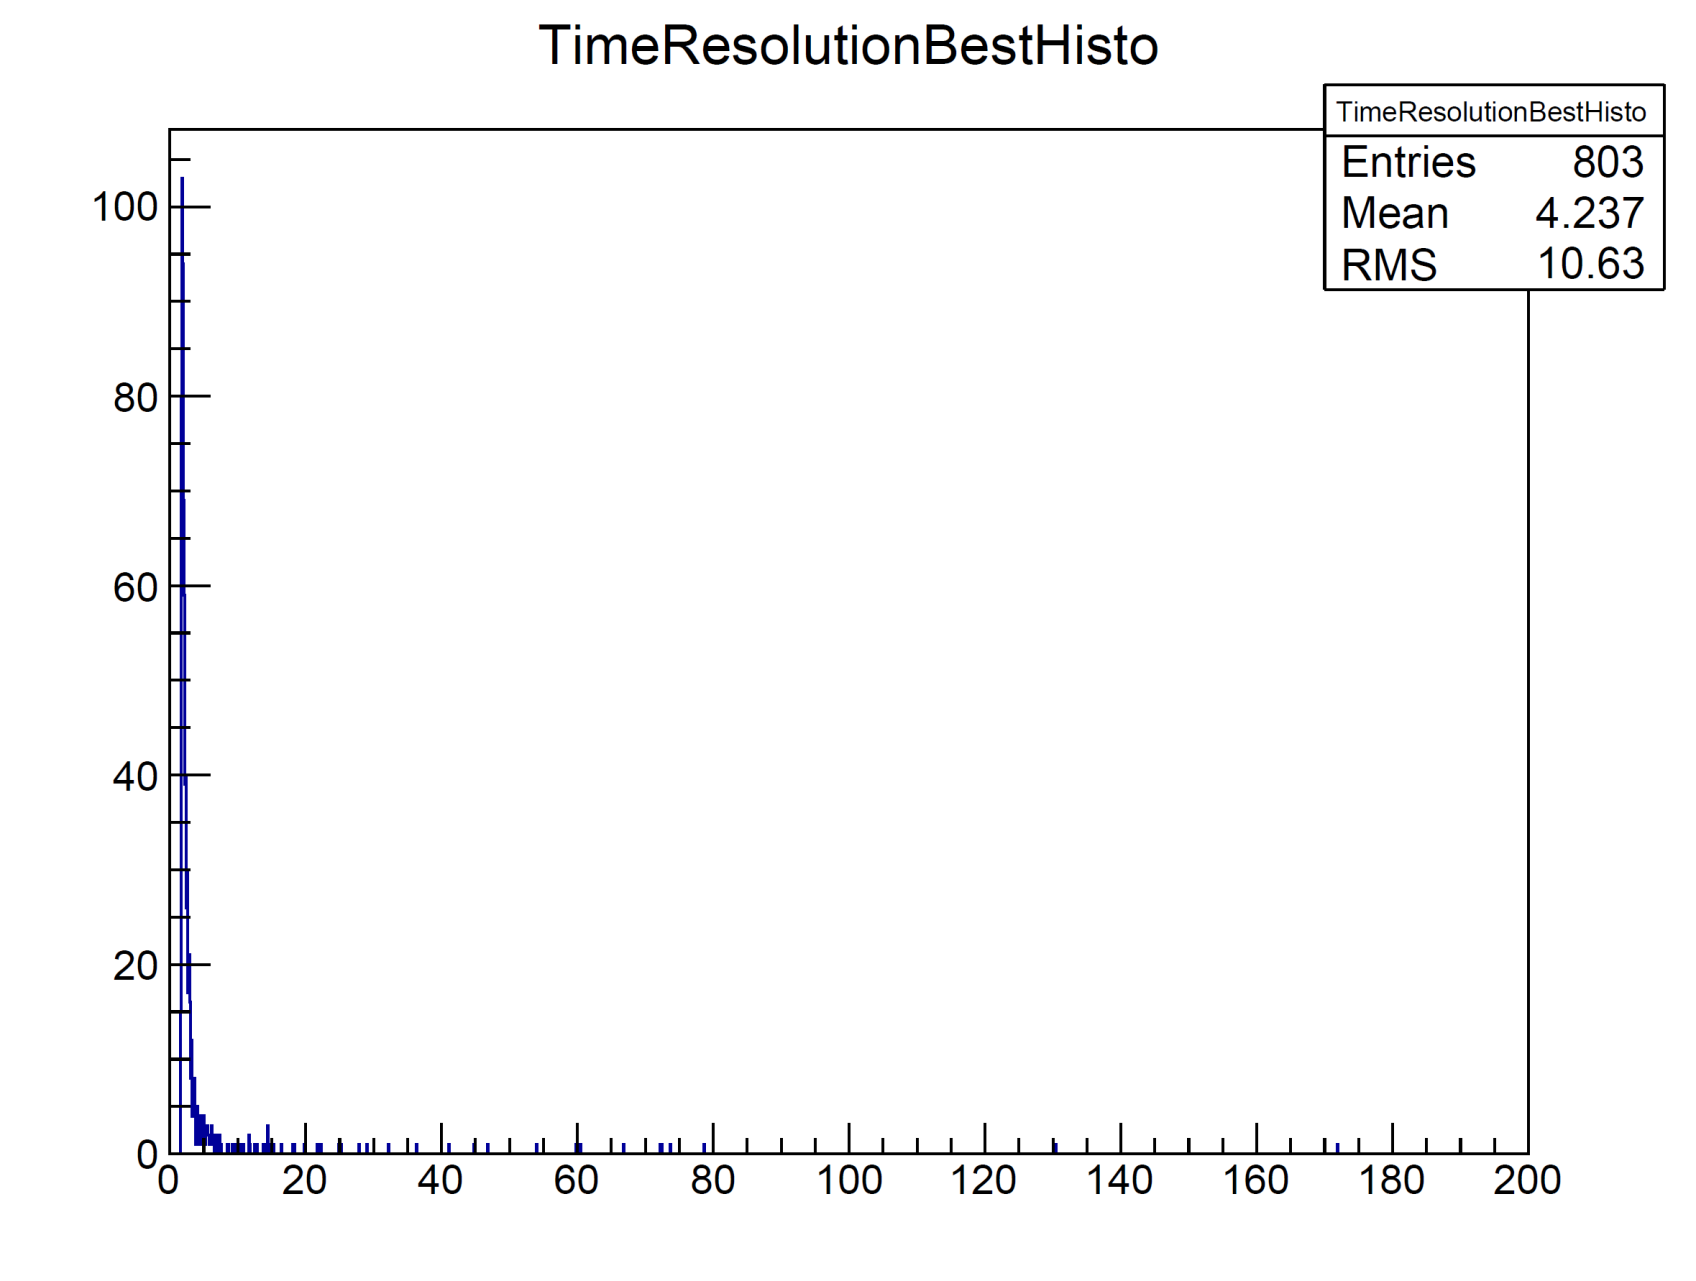 TimeResolutionBestHisto
TimeResolutionBestHisto
Entries 803
Mean 4.237
RMS 10.63
100
80
60
40
20
0
0 20 40 60 80 100 120 140 160 180 200